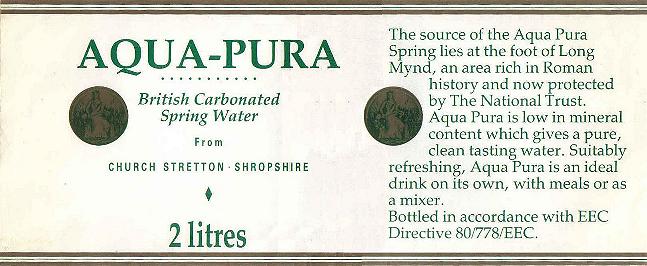 AQUA-PURA
British Carbonated
Spring Water
From
CHURCH STRETTON · SHROPSHIRE
2 litres
The source of the Aqua Pura
Spring lies at the foot of Long
Mynd, an area rich in Roman
history and now protected
by The National Trust.
Aqua Pura is low in mineral
content which gives a pure,
clean tasting water. Suitably
refreshing, Aqua Pura is an ideal
drink on its own, with meals or as
a mixer.
Bottled in accordance with EEC
Directive 80/778/EEC.